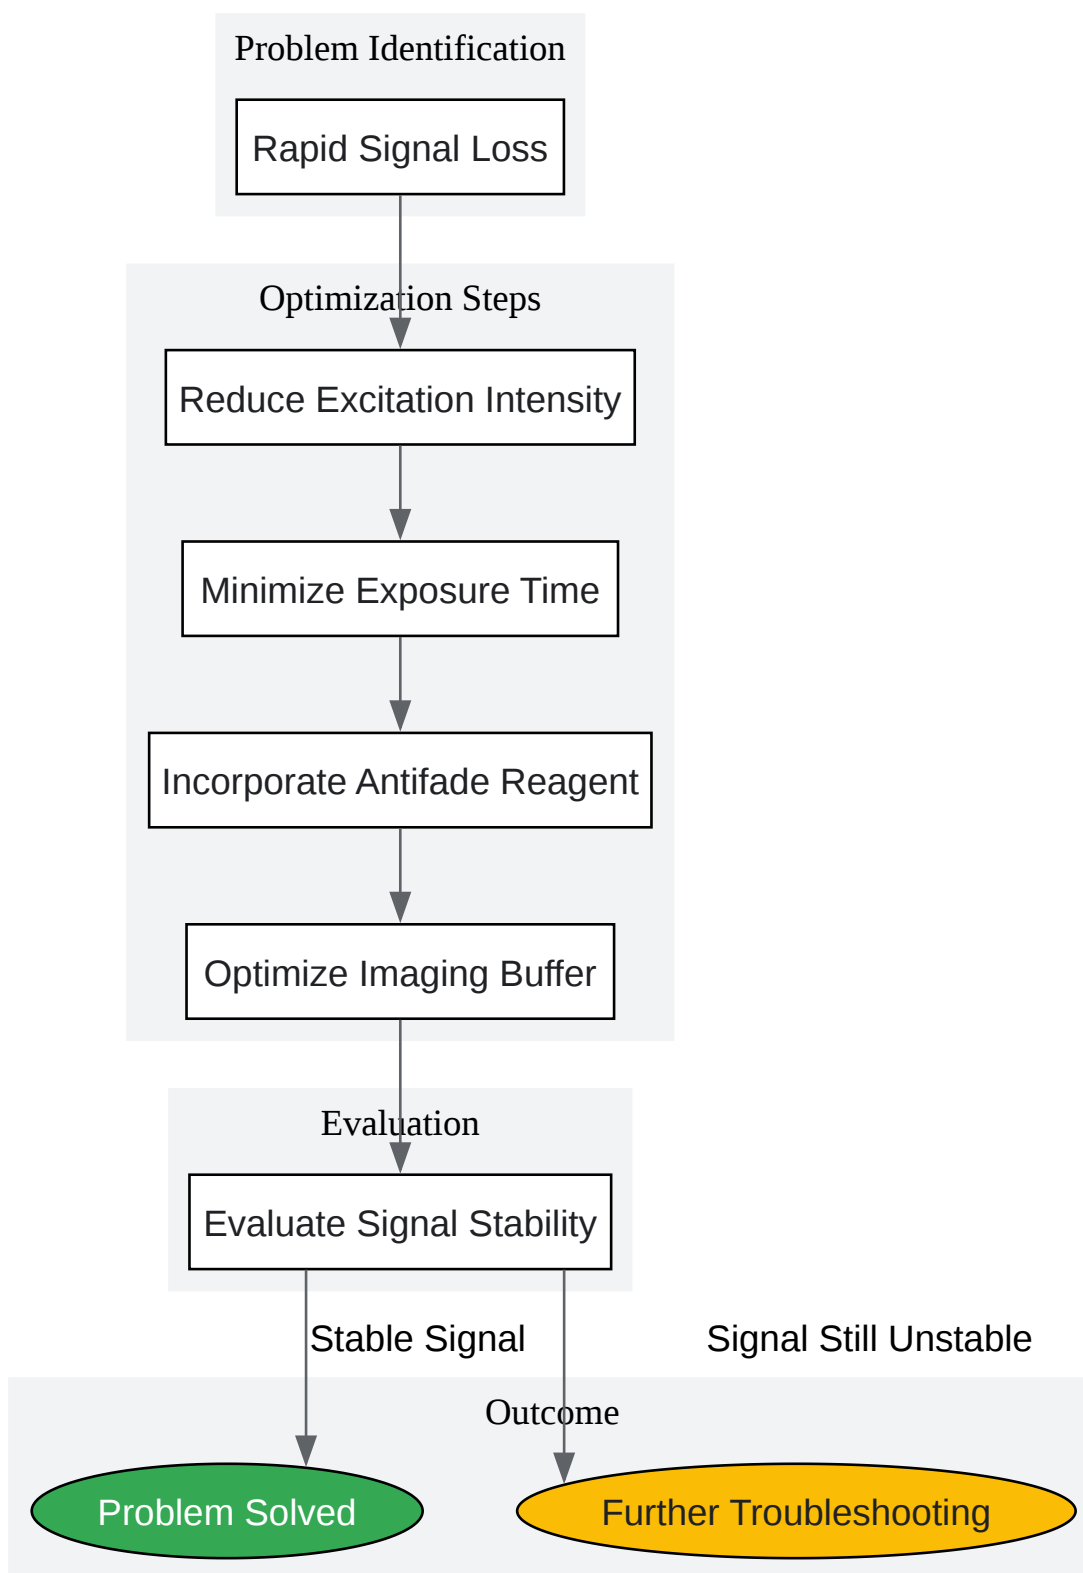 Problem Identification
Rapid Signal Loss
Optimization Steps
Reduce Excitation Intensity
Minimize Exposure Time
Incorporate Antifade Reagent
Optimize Imaging Buffer
Evaluation
Evaluate Signal Stability
Stable Signal
Signal Still Unstable
Outcome
Problem Solved
Further Troubleshooting